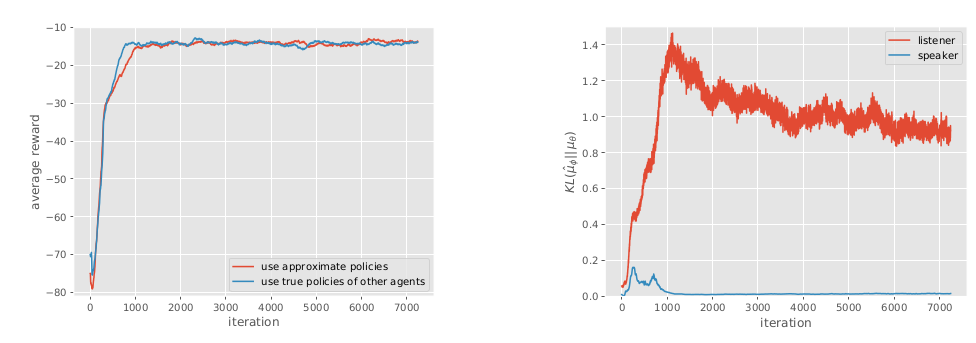 −10
−20
−30
−40
−50
−60
−70
−80
average reward
0 1000 2000 3000 4000 5000 6000 7000
iteration
use approximate policies
use true policies of other agents
1.4
1.2
1.0
0.8
0.6
0.4
0.2
0.0
KL(μ̂ϕ||μθ)
0 1000 2000 3000 4000 5000 6000 7000
iteration
listener
speaker